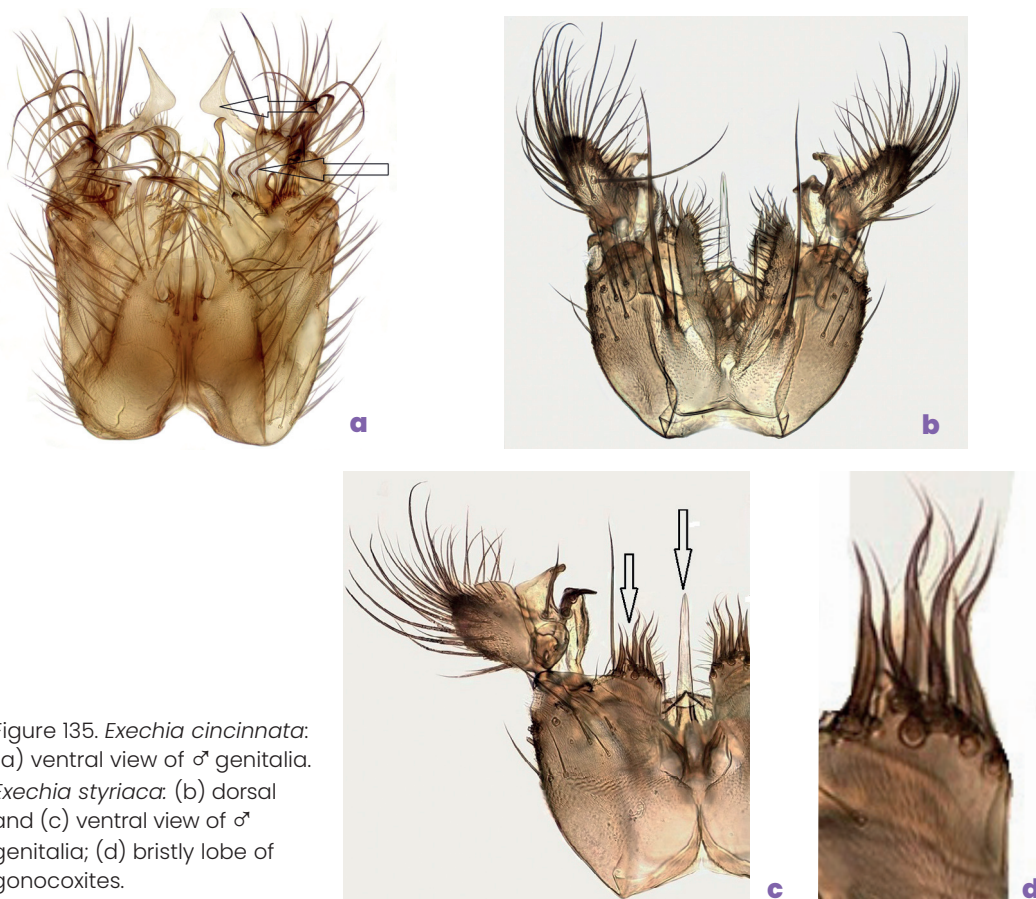 a
b
c
d
Figure 135. Exechia cincinnata:
(a) ventral view of ♂ genitalia.
Exechia styriaca: (b) dorsal
and (c) ventral view of ♂
genitalia; (d) bristly lobe of
gonocoxites.